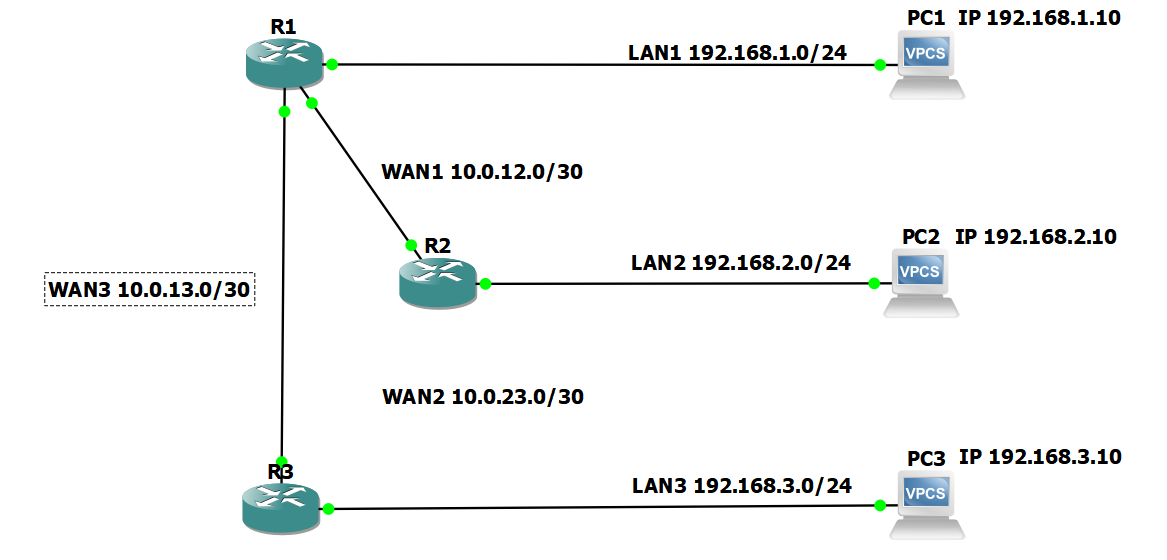 R1
PC1 IP 192.168.1.10
LAN1 192.168.1.0/24
VPCS
WAN1 10.0.12.0/30
R2
PC2 IP 192.168.2.10
LAN2 192.168.2.0/24
VPCS
WAN3 10.0.13.0/30
WAN2 10.0.23.0/30
R3
PC3 IP 192.168.3.10
LAN3 192.168.3.0/24
VPCS